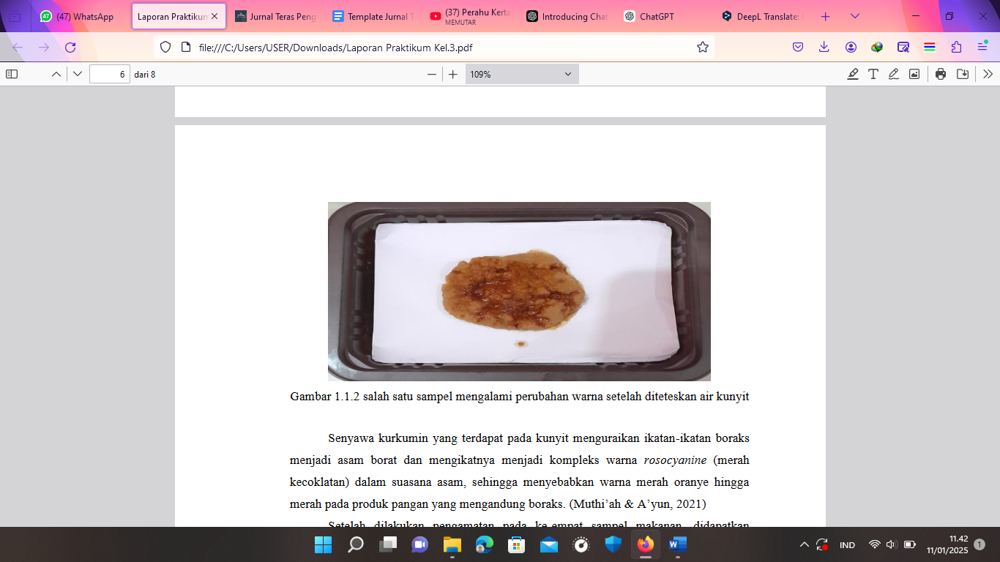 (47) WhatsApp
Laporan Praktikum
Jurnal Teras Peng
Template Jurnal T
(37) Perahu Kerta
MEMUTAR
Introducing Chat
ChatGPT
DeepL Translate:
file:///C:/Users/USER/Downloads/Laporan Praktikum Kel.3.pdf
6 dari 8
109%
Gambar 1.1.2 salah satu sampel mengalami perubahan warna setelah diteteskan air kunyit
Senyawa kurkumin yang terdapat pada kunyit menguraikan ikatan-ikatan boraks
menjadi asam borat dan mengikatnya menjadi kompleks warna rosocyanine (merah
kecoklatan) dalam suasana asam, sehingga menyebabkan warna merah oranye hingga
merah pada produk pangan yang mengandung boraks. (Muthi’ah & A’yun, 2021)
Setelah dilakukan pengamatan pada ke-empat sampel makanan, didapatkan
IND
11.42
11/01/2025
1